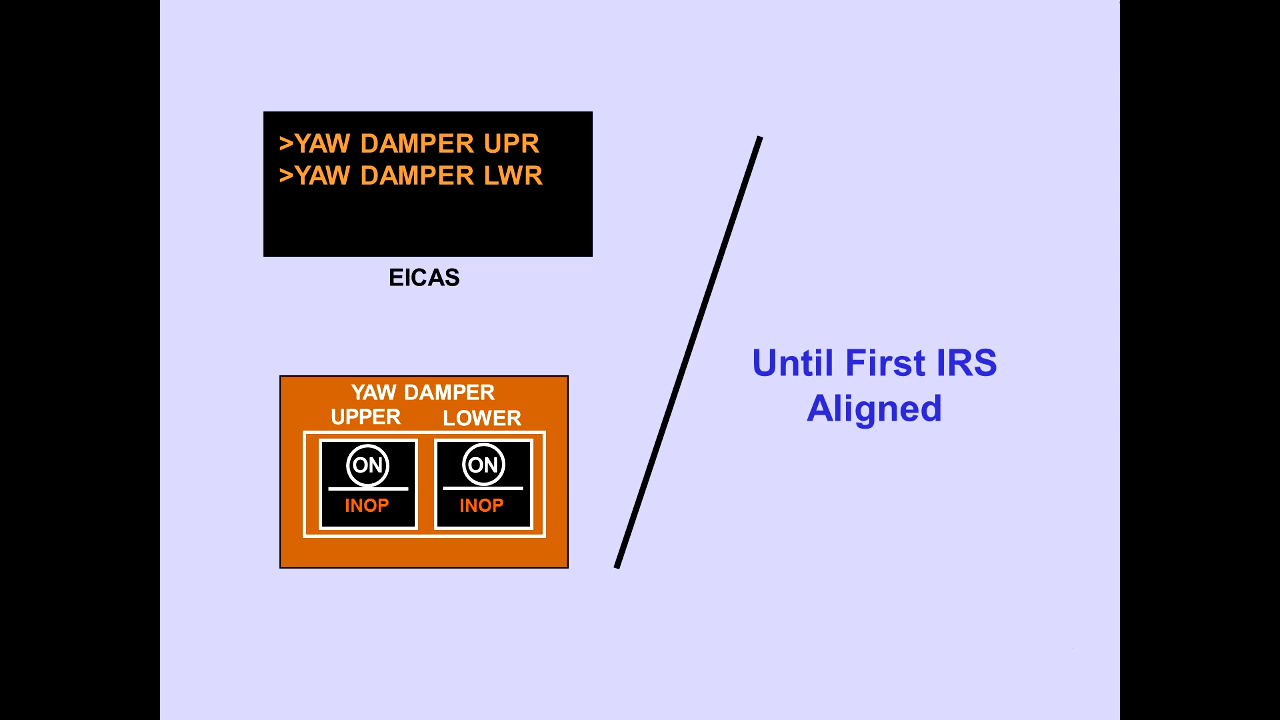 >YAW DAMPER UPR
>YAW DAMPER LWR
EICAS
YAW DAMPER
UPPER LOWER
ON ON
INOP INOP
Until First IRS
Aligned